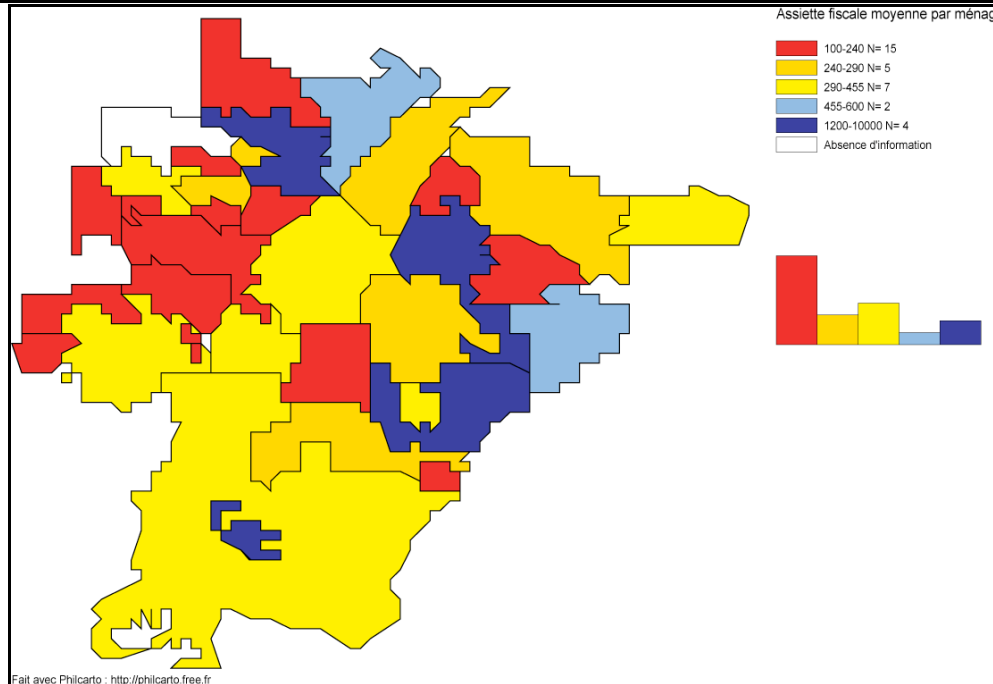 Assiette fiscale moyenne par ménag
100-240 N= 15
240-290 N= 5
290-455 N= 7
455-600 N= 2
1200-10000 N= 4
Absence d'information
Fait avec Philcarto : http://philcarto.free.fr